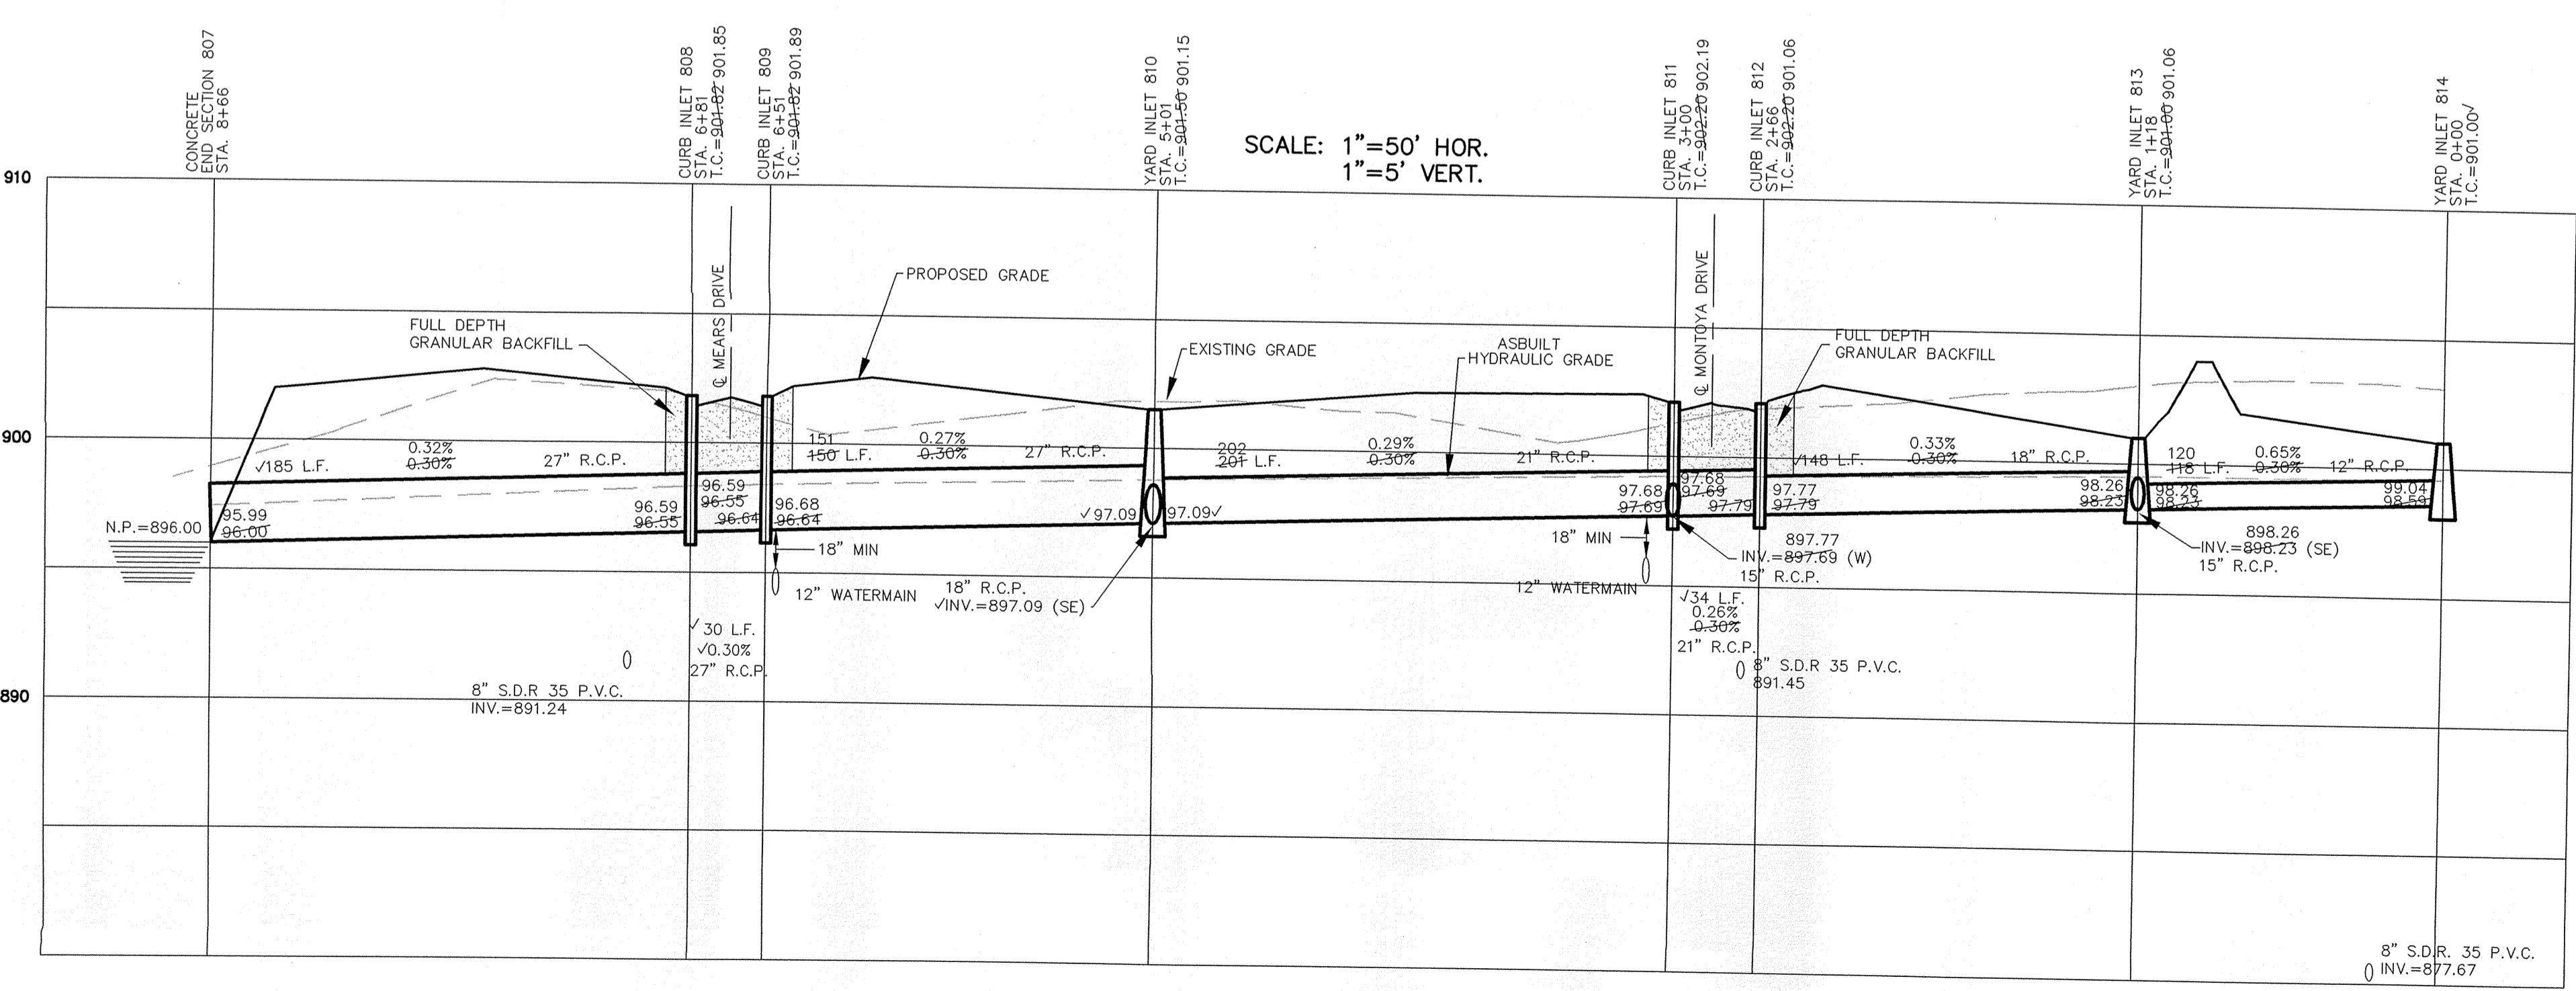 CONCRETE
END SECTION 807
STA. 8+66
CURB INLET 808
STA. 6+81
T.C.=901.82 901.85
CURB INLET 809
STA. 6+51
T.C.=901.82 901.89
YARD INLET 810
STA. 5+01
T.C.=901.50 901.15
CURB INLET 811
STA. 3+00
T.C.=902.20 902.19
CURB INLET 812
STA. 2+66
T.C.=902.20 901.06
YARD INLET 813
STA. 1+18
T.C.=901.00 901.06
YARD INLET 814
STA. 0+00
T.C.=901.00√
SCALE: 1"=50' HOR.
1"=5' VERT.
910
900
890
℄ MEARS DRIVE
℄ MONTOYA DRIVE
PROPOSED GRADE
FULL DEPTH
GRANULAR BACKFILL
EXISTING GRADE
ASBUILT
HYDRAULIC GRADE
FULL DEPTH
GRANULAR BACKFILL
√185 L.F.
0.32%
0.30%
27" R.C.P.
151
150 L.F.
0.27%
0.30%
27" R.C.P.
202
201 L.F.
0.29%
0.30%
21" R.C.P.
√148 L.F.
0.33%
0.30%
18" R.C.P.
120
118 L.F.
0.65%
0.30%
12" R.C.P.
N.P.=896.00
95.99
96.00
96.59
96.55
96.59
96.55
96.64
96.68
96.64
√97.09
97.09√
97.68
97.69
97.68
97.69
97.79
97.77
97.79
98.26
98.23
98.26
98.23
99.04
98.59
18" MIN
12" WATERMAIN
18" R.C.P.
√INV.=897.09 (SE)
18" MIN
12" WATERMAIN
897.77
INV.=897.69 (W)
15" R.C.P.
898.26
INV.=898.23 (SE)
15" R.C.P.
√30 L.F.
√0.30%
27" R.C.P.
√34 L.F.
0.26%
0.30%
21" R.C.P.
8" S.D.R 35 P.V.C.
INV.=891.24
8" S.D.R 35 P.V.C.
891.45
8" S.D.R. 35 P.V.C.
INV.=877.67